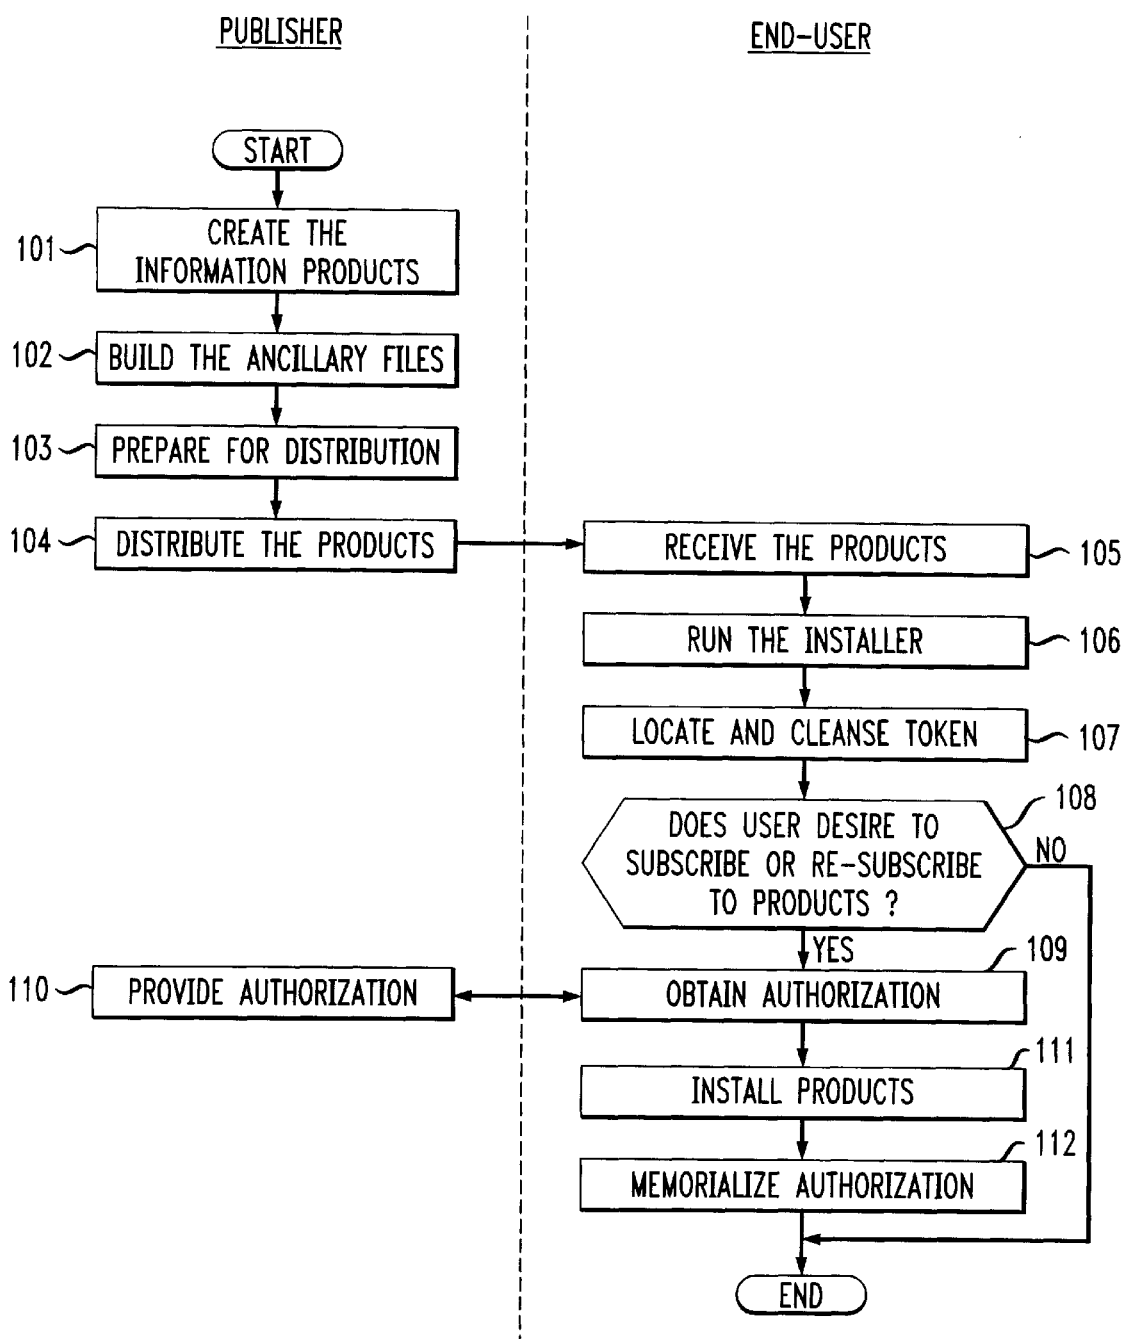 PUBLISHER
END-USER
START
101
CREATE THE
INFORMATION PRODUCTS
102
BUILD THE ANCILLARY FILES
103
PREPARE FOR DISTRIBUTION
104
DISTRIBUTE THE PRODUCTS
RECEIVE THE PRODUCTS
105
RUN THE INSTALLER
106
LOCATE AND CLEANSE TOKEN
107
108
DOES USER DESIRE TO
SUBSCRIBE OR RE-SUBSCRIBE
TO PRODUCTS ?
NO
YES
109
110
PROVIDE AUTHORIZATION
OBTAIN AUTHORIZATION
111
INSTALL PRODUCTS
112
MEMORIALIZE AUTHORIZATION
END